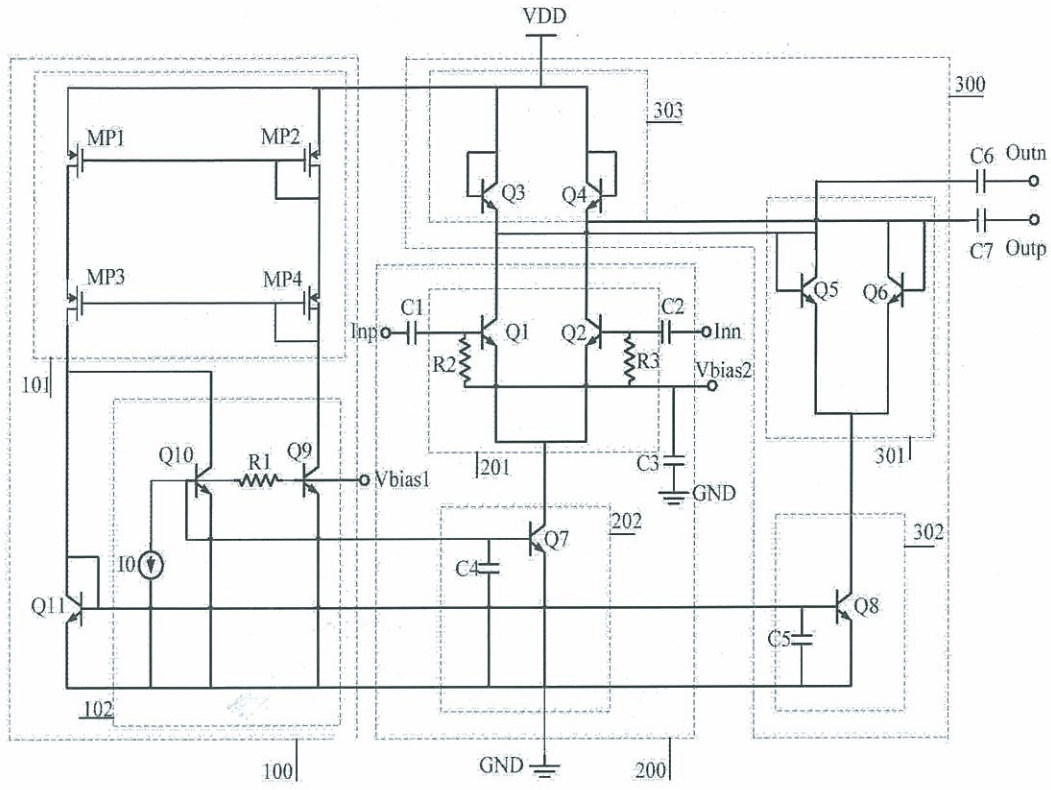 VDD
300
303
MP1
MP2
C6 Outn
Q3
Q4
C7 Outp
MP3
MP4
C1
C2
Q5
Q6
Inp
Q1
Q2
Inn
R2
R3
Vbias2
101
Q10
R1
Q9
Vbias1
201
C3
GND
301
202
302
I0
C4
Q7
Q11
Q8
C5
102
100
GND
200